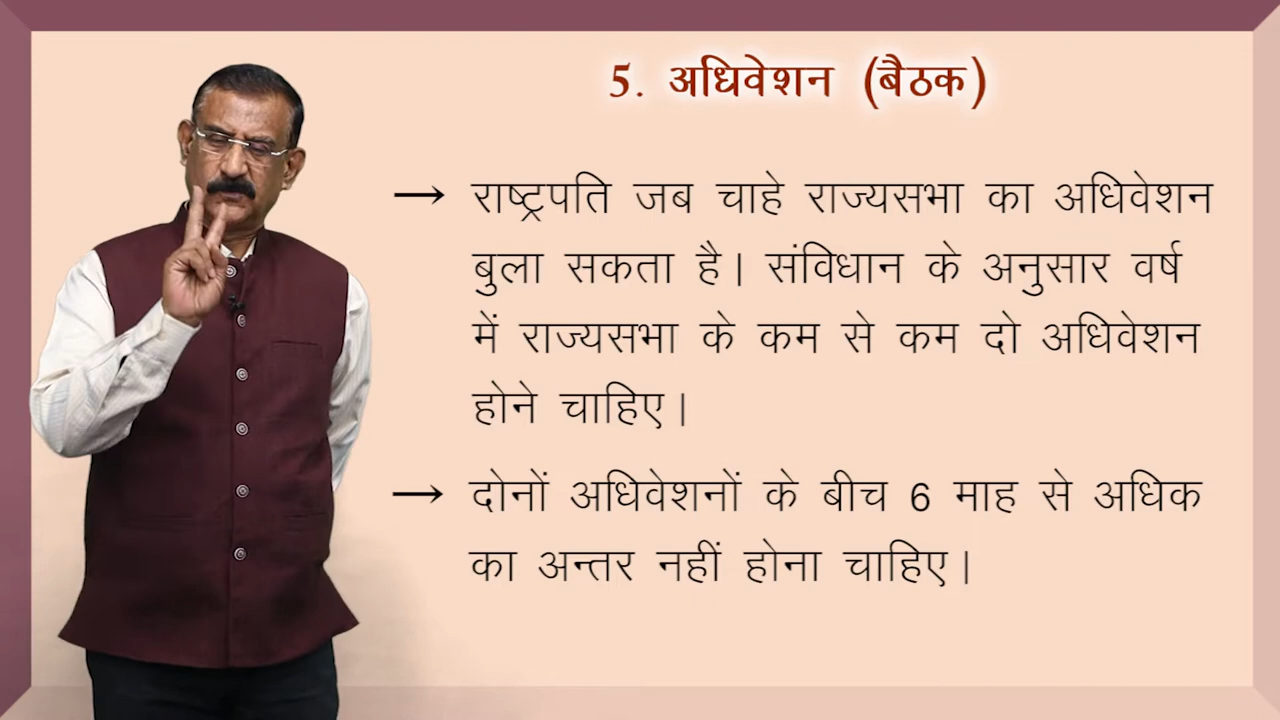 5. अधिवेशन (बैठक)
→ राष्ट्रपति जब चाहे राज्यसभा का अधिवेशन
बुला सकता है। संविधान के अनुसार वर्ष
में राज्यसभा के कम से कम दो अधिवेशन
होने चाहिए।
→ दोनों अधिवेशनों के बीच 6 माह से अधिक
का अन्तर नहीं होना चाहिए।